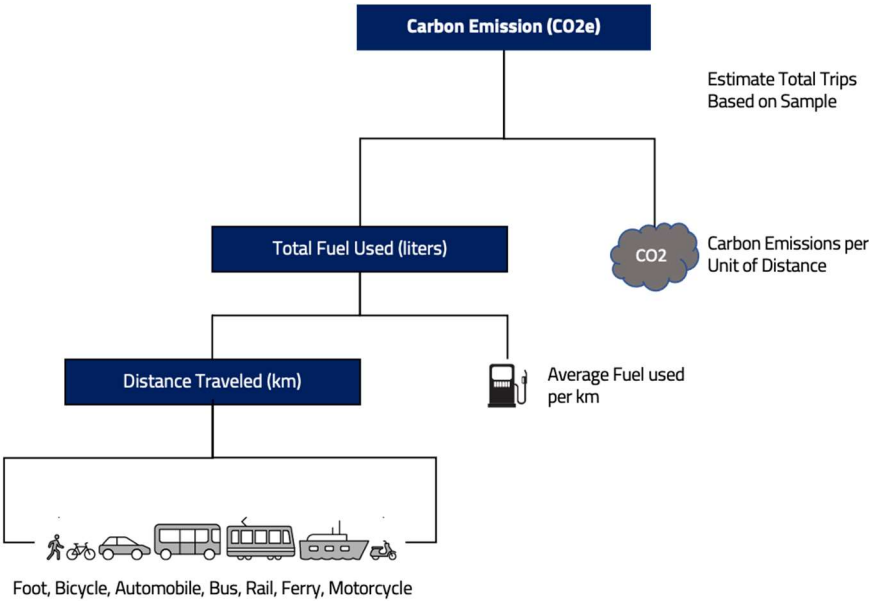 Carbon Emission (CO2e)
Estimate Total Trips
Based on Sample
Total Fuel Used (liters)
CO2
Carbon Emissions per
Unit of Distance
Distance Traveled (km)
Average Fuel used
per km
Foot, Bicycle, Automobile, Bus, Rail, Ferry, Motorcycle